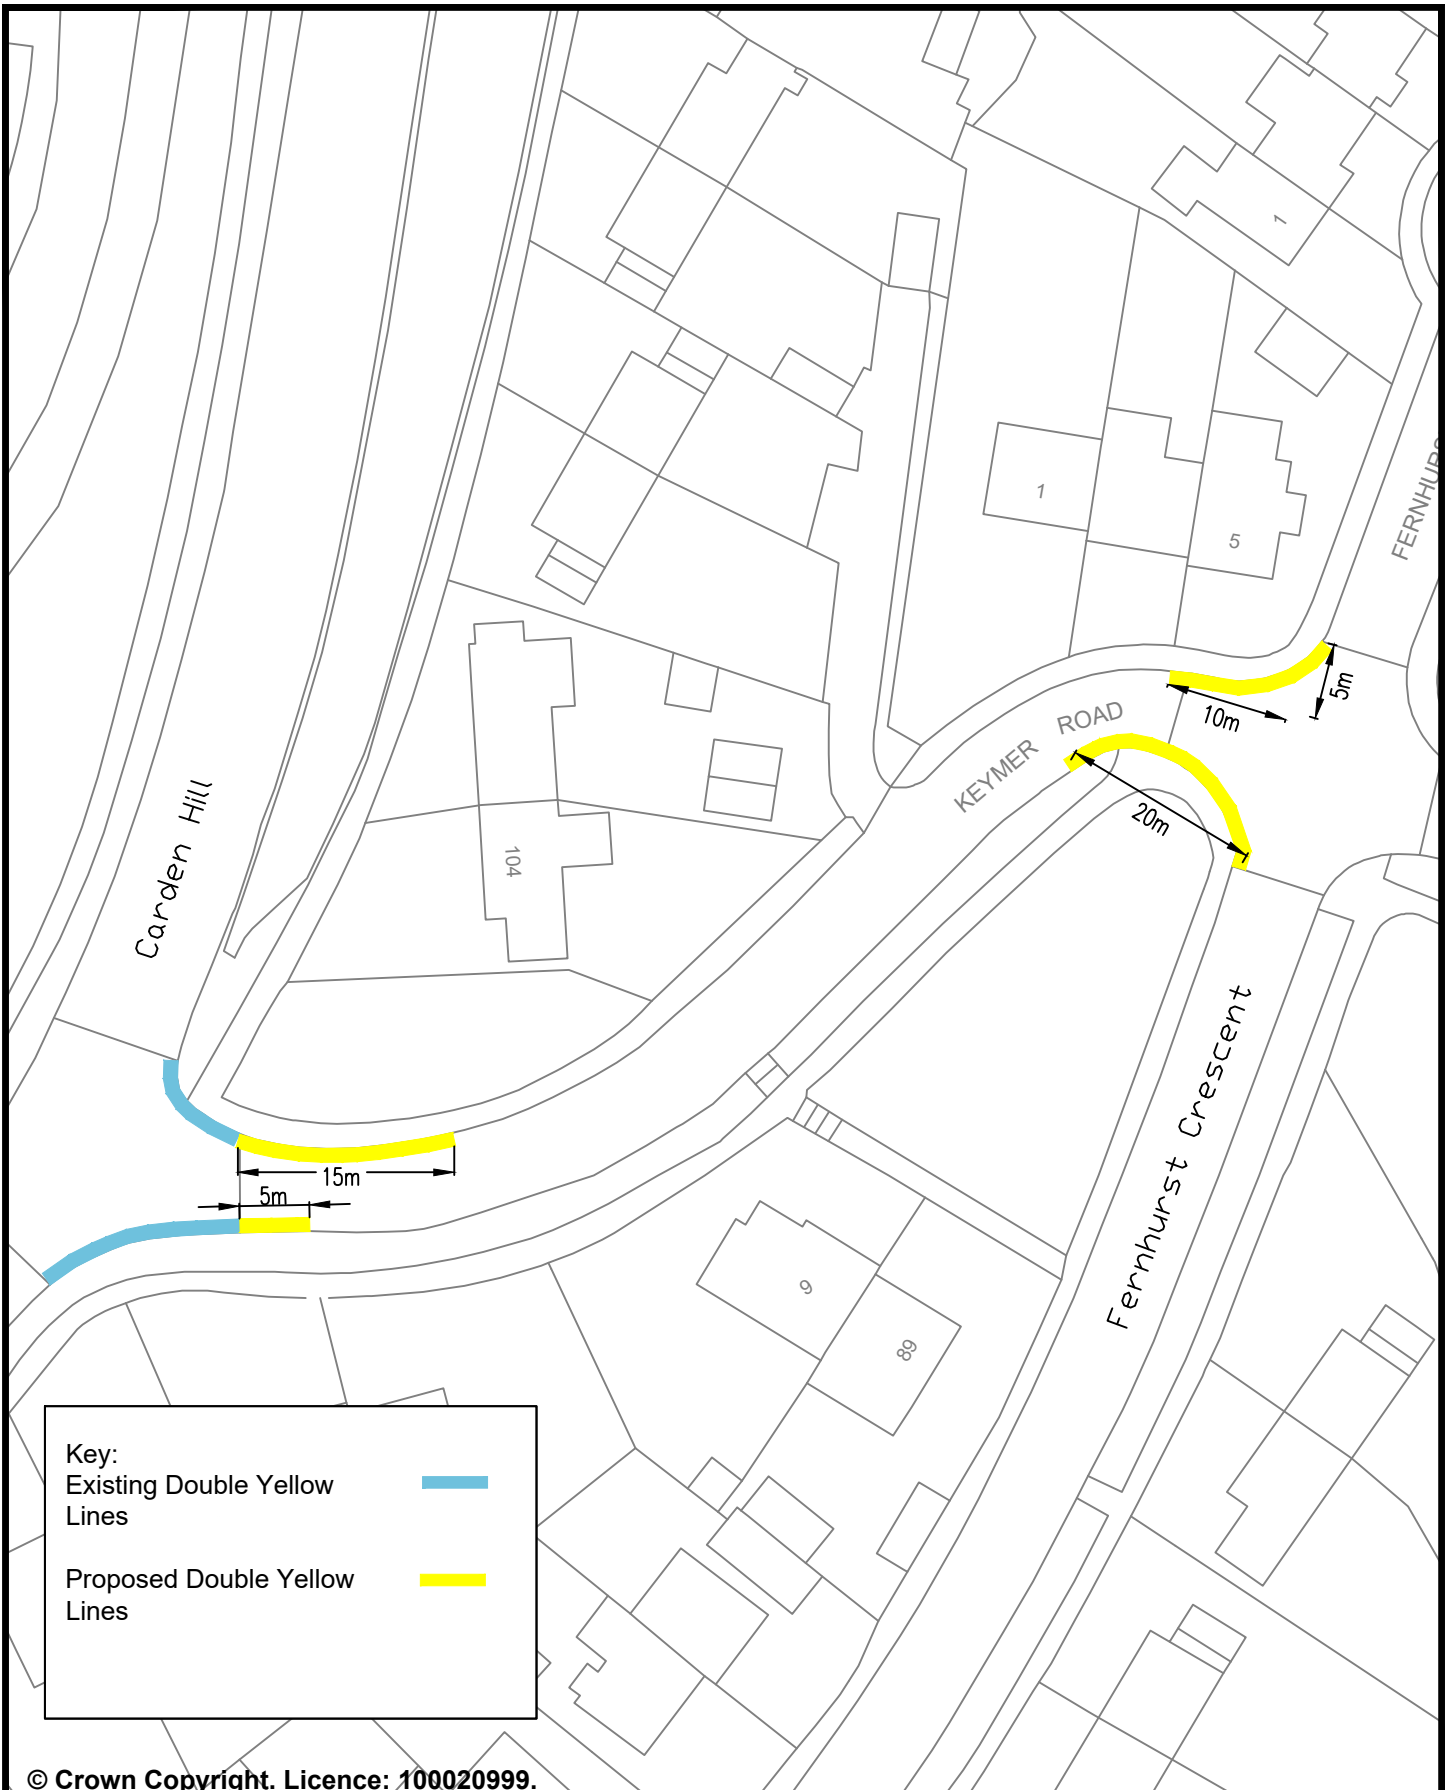 1
1
5
FERNHURS
5m
10m
KEYMER ROAD
20m
Carden Hill
104
Fernhurst Crescent
15m
5m
9
89
Key:
Existing Double Yellow
Lines
Proposed Double Yellow
Lines
© Crown Copyright. Licence: 100020999.